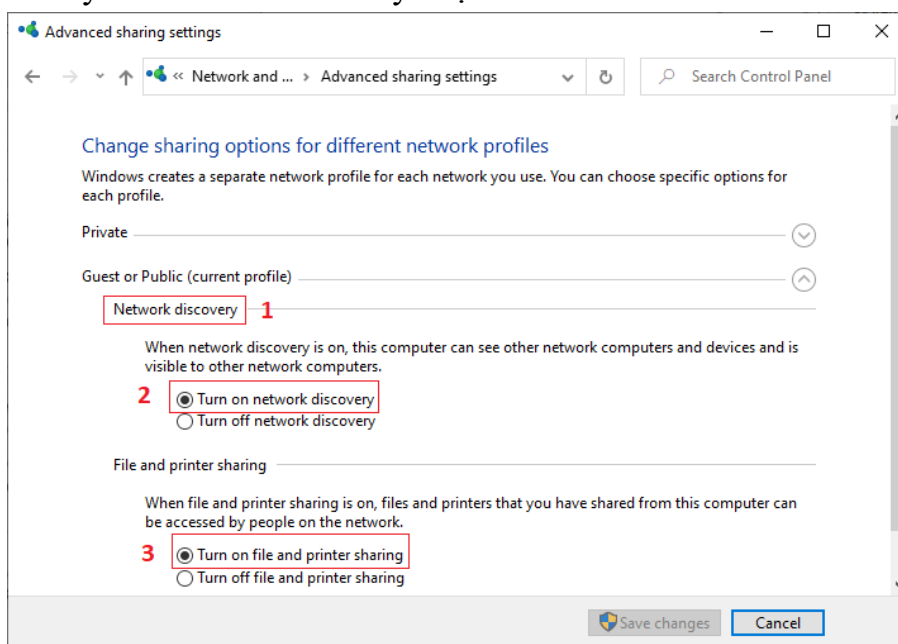 Advanced sharing settings
« Network and ... › Advanced sharing settings
Search Control Panel
Change sharing options for different network profiles
Windows creates a separate network profile for each network you use. You can choose specific options for
each profile.
Private
Guest or Public (current profile)
Network discovery 1
When network discovery is on, this computer can see other network computers and devices and is
visible to other network computers.
2 Turn on network discovery
Turn off network discovery
File and printer sharing
When file and printer sharing is on, files and printers that you have shared from this computer can
be accessed by people on the network.
3 Turn on file and printer sharing
Turn off file and printer sharing
Save changes Cancel